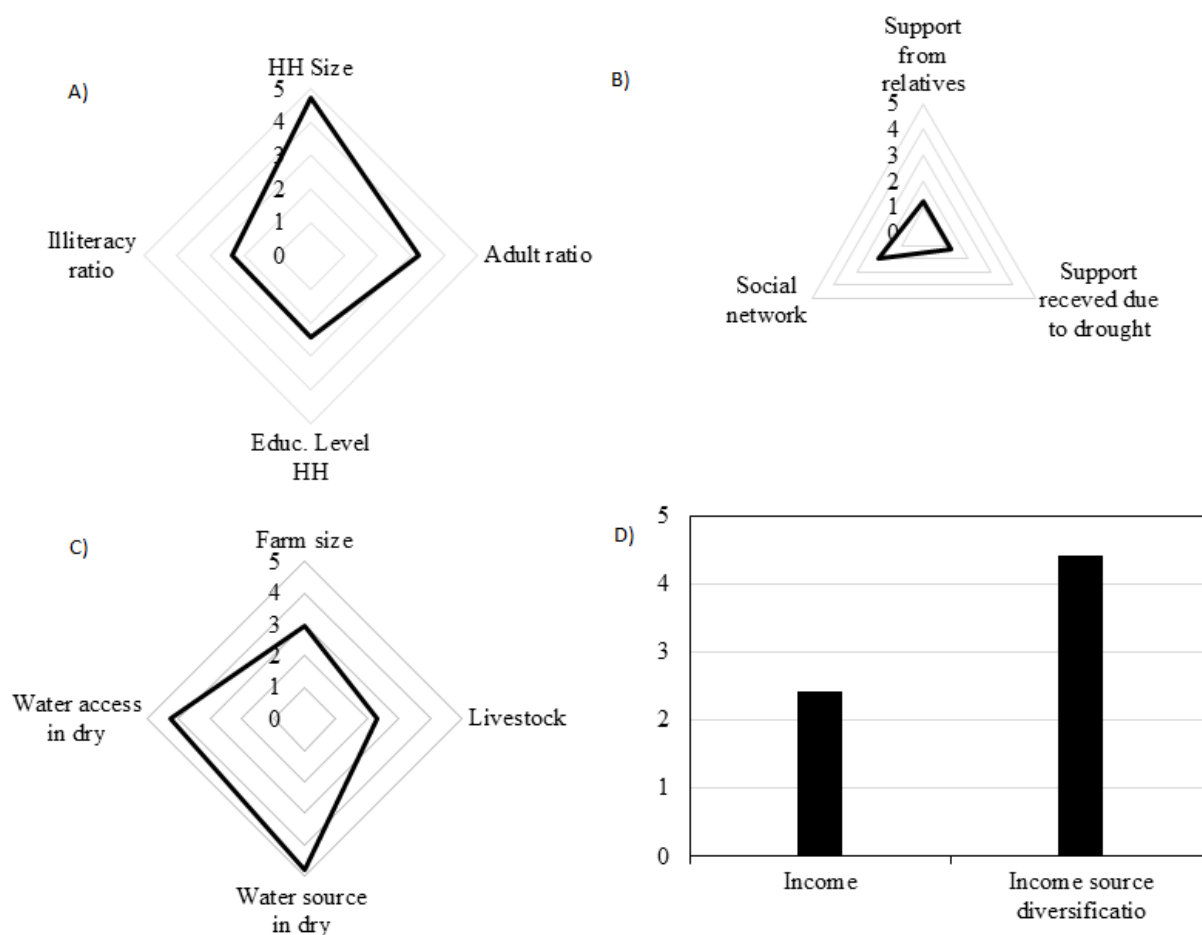 A)
HH Size
5
4
3
2
1
0
Illiteracy
ratio
Adult ratio
Educ. Level
HH
B)
Support
from
relatives
5
4
3
2
1
0
Social
network
Support
receved due
to drought
C)
Farm size
5
4
3
2
1
0
Water access
in dry
Livestock
Water source
in dry
D)
5
4
3
2
1
0
Income
Income source
diversificatio